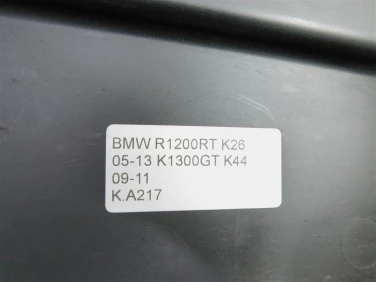 BMW R1200RT K26
05-13 K1300GT K44
09-11
K.A217